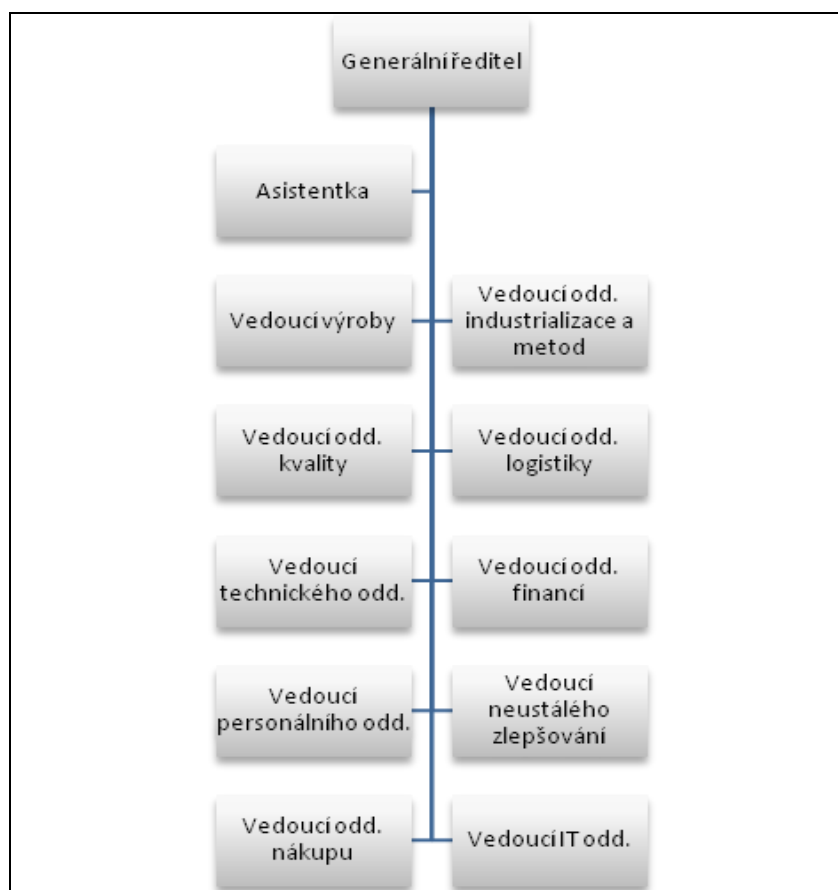 Generální ředitel
Asistentka
Vedoucí výroby
Vedoucí odd.
industrializace a
metod
Vedoucí odd.
kvality
Vedoucí odd.
logistiky
Vedoucí
technického odd.
Vedoucí odd.
financí
Vedoucí
personálního odd.
Vedoucí
neustálého
zlepšování
Vedoucí odd.
nákupu
Vedoucí IT odd.